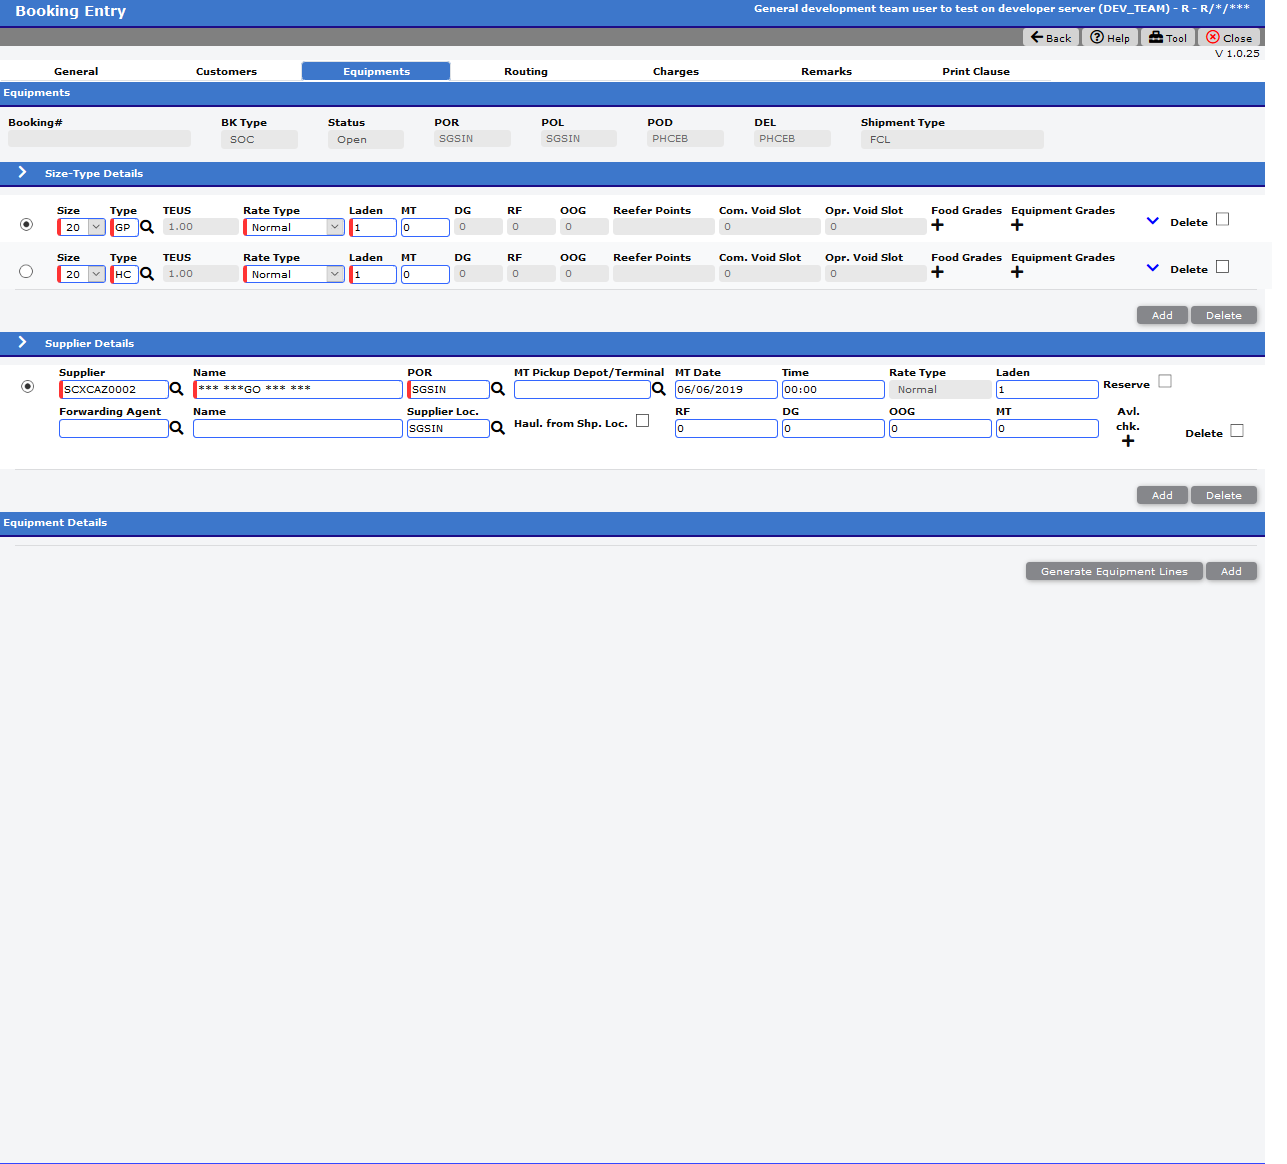 Booking Entry
General development team user to test on developer server (DEV_TEAM) - R - R/*/***
Back Help Tool Close
V 1.0.25
General Customers Equipments Routing Charges Remarks Print Clause
Equipments
Booking# BK Type Status POR POL POD DEL Shipment Type
SOC Open SGSIN SGSIN PHCEB PHCEB FCL
Size-Type Details
Size Type TEUS Rate Type Laden MT DG RF OOG Reefer Points Com. Void Slot Opr. Void Slot Food Grades Equipment Grades
20 GP 1.00 Normal 1 0 0 0 0 0 0 Delete
Size Type TEUS Rate Type Laden MT DG RF OOG Reefer Points Com. Void Slot Opr. Void Slot Food Grades Equipment Grades
20 HC 1.00 Normal 1 0 0 0 0 0 0 Delete
Add Delete
Supplier Details
Supplier Name POR MT Pickup Depot/Terminal MT Date Time Rate Type Laden
SCXCAZ0002 *** ***GO *** *** SGSIN 06/06/2019 00:00 Normal 1 Reserve
Forwarding Agent Name Supplier Loc. Haul. from Shp. Loc. RF DG OOG MT Avl.
chk.
SGSIN 0 0 0 0 Delete
Add Delete
Equipment Details
Generate Equipment Lines Add